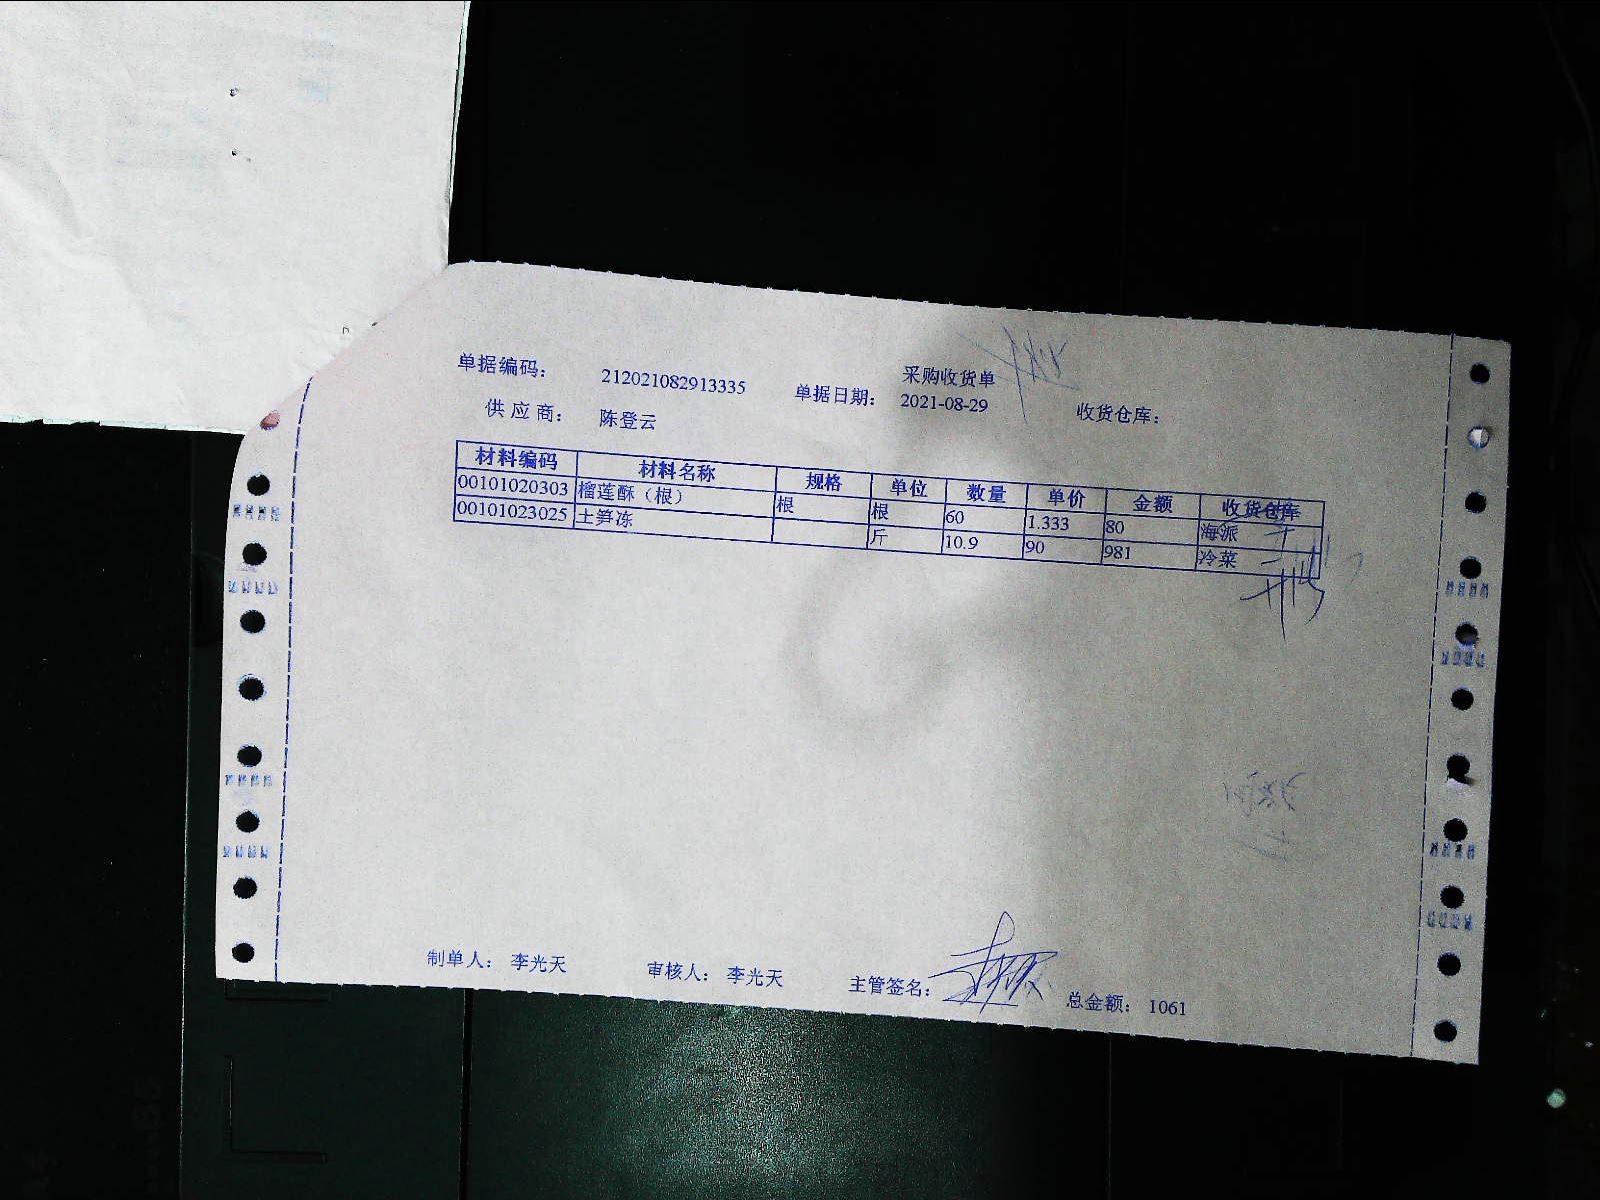 采购收货单
单据编码: 212021082913335 单据日期: 2021-08-29 收货仓库:
供应商: 陈登云
材料编码 材料名称 规格 单位 数量 单价 金额 收货仓库
00101020303 榴莲酥（根） 根 根 60 1.333 80 海派
00101023025 土笋冻 斤 10.9 90 981 冷菜
制单人: 李光天 审核人: 李光天 主管签名: 总金额: 1061